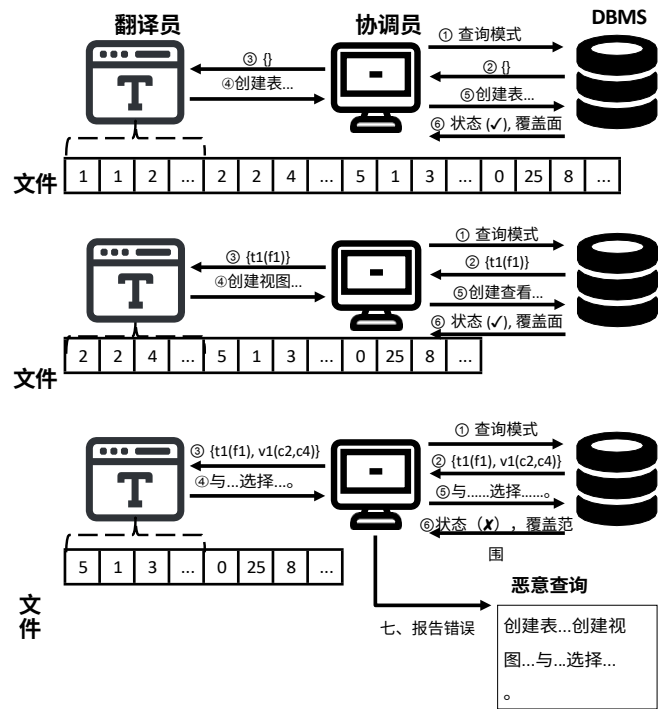 翻译员 协调员 DBMS
① 查询模式
③ {} ② {}
④创建表... ⑤创建表...
⑥ 状态 (✓), 覆盖面
文件 1 1 2 ... 2 2 4 ... 5 1 3 ... 0 25 8 ...
① 查询模式
③ {t1(f1)} ② {t1(f1)}
④创建视图... ⑤创建查看...
⑥ 状态 (✓), 覆盖面
文件 2 2 4 ... 5 1 3 ... 0 25 8 ...
① 查询模式
③ {t1(f1), v1(c2,c4)} ② {t1(f1), v1(c2,c4)}
④与...选择...。 ⑤与......选择......。
⑥状态（✗），覆盖范
围
5 1 3 ... 0 25 8 ...
文
件
恶意查询
七、报告错误
创建表...创建视
图...与...选择...
。